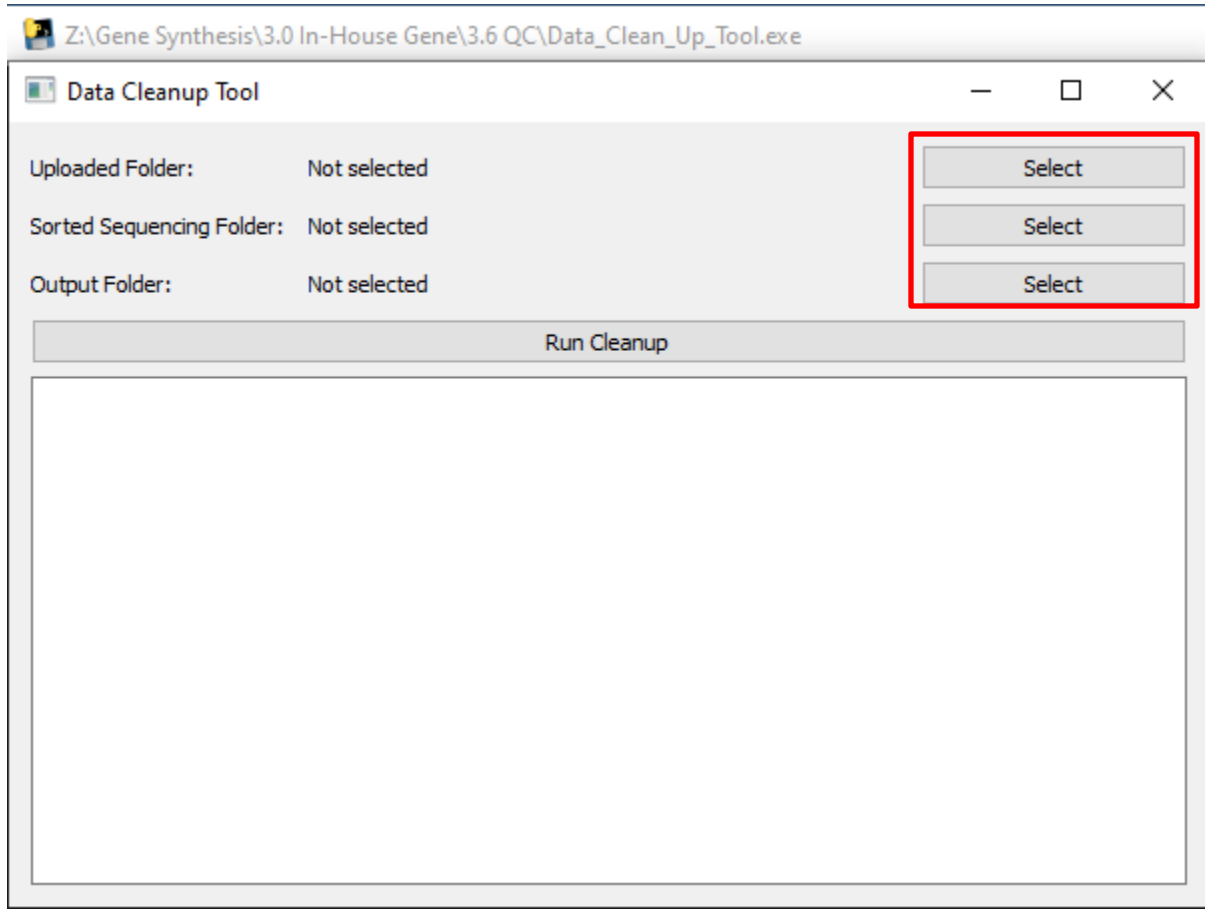 Z:\Gene Synthesis\3.0 In-House Gene\3.6 QC\Data_Clean_Up_Tool.exe
Data Cleanup Tool
Uploaded Folder: Not selected Select
Sorted Sequencing Folder: Not selected Select
Output Folder: Not selected Select
Run Cleanup